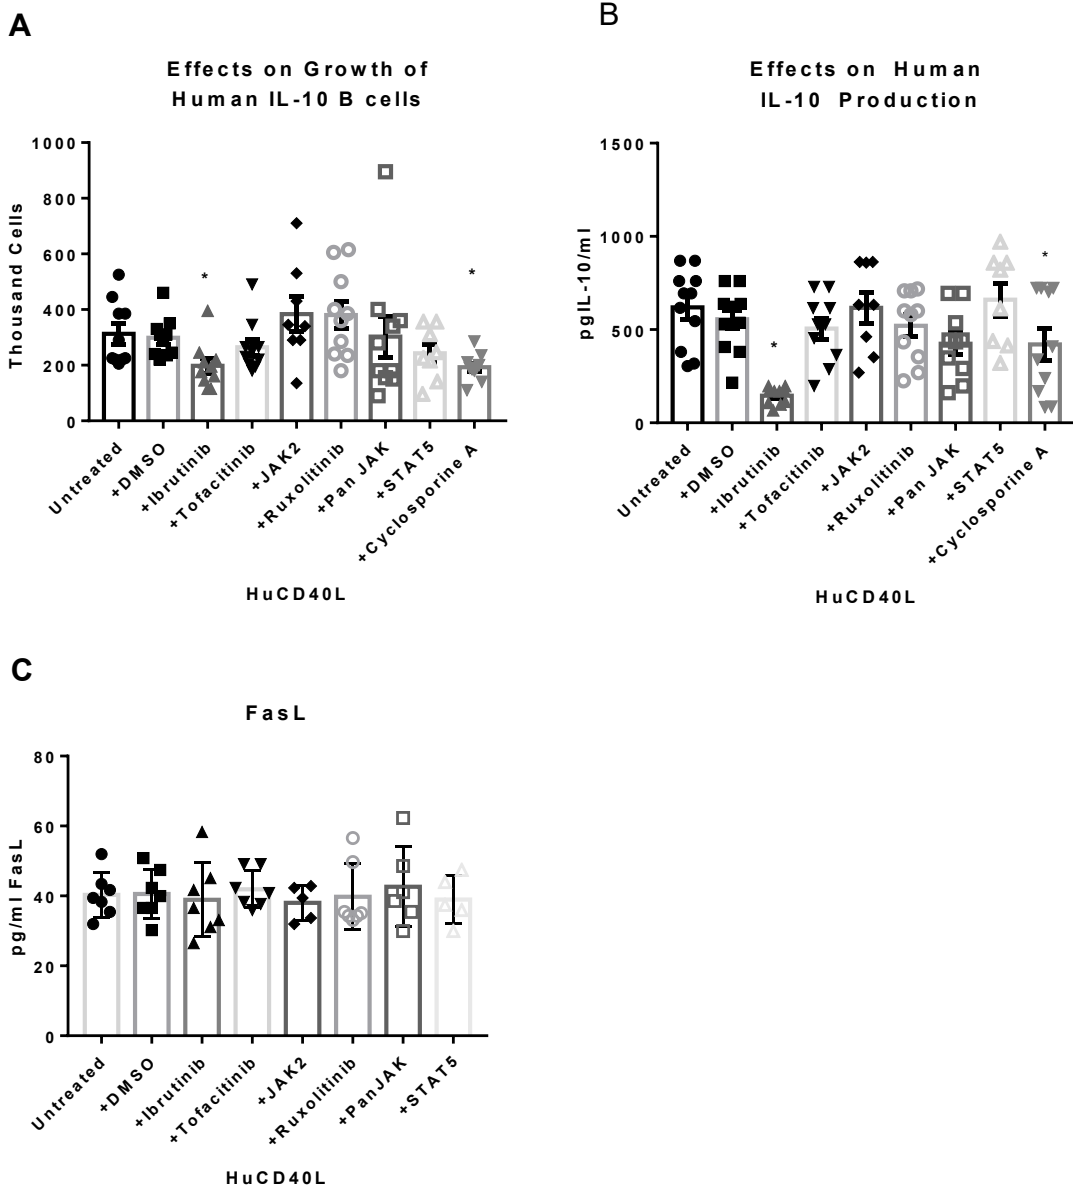 A
Effects on Growth of
Human IL-10 B cells
Thousand Cells
1000
800
600
400
200
0
*
*
Untreated
+DMSO
+Ibrutinib
+Tofacitinib
+JAK2
+Ruxolitinib
+Pan JAK
+STAT5
+Cyclosporine A
HuCD40L
B
Effects on Human
IL-10 Production
pgIL-10/ml
1500
1000
500
0
*
*
Untreated
+DMSO
+Ibrutinib
+Tofacitinib
+JAK2
+Ruxolitinib
+Pan JAK
+STAT5
+Cyclosporine A
HuCD40L
C
FasL
pg/ml FasL
80
60
40
20
0
Untreated
+DMSO
+Ibrutinib
+Tofacitinib
+JAK2
+Ruxolitinib
+PanJAK
+STAT5
HuCD40L